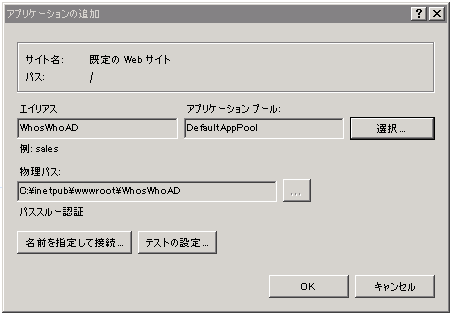 アプリケーションの追加
サイト名: 既定の Web サイト
パス: /
エイリアス アプリケーション プール:
WhosWhoAD DefaultAppPool 選択...
例: sales
物理パス:
C:¥inetpub¥wwwroot¥WhosWhoAD ...
パススルー認証
名前を指定して接続... テストの設定...
OK キャンセル